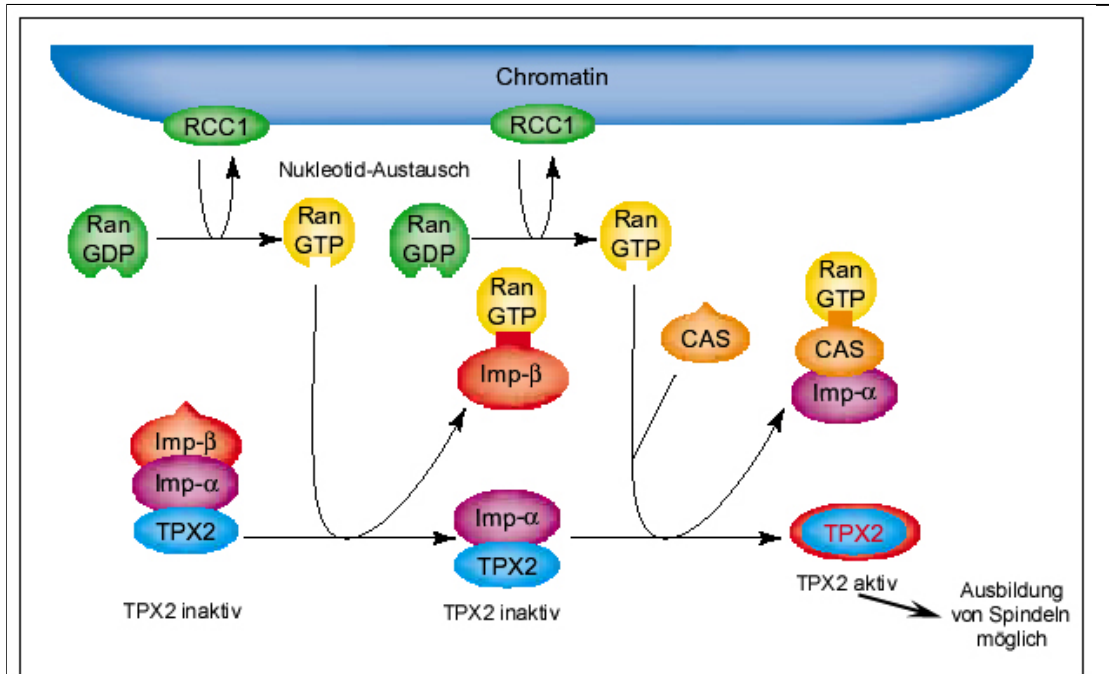 Chromatin
RCC1
RCC1
Nukleotid-Austausch
Ran
GDP
Ran
GTP
Ran
GDP
Ran
GTP
Ran
GTP
Imp-β
CAS
Ran
GTP
CAS
Imp-α
Imp-β
Imp-α
TPX2
Imp-α
TPX2
TPX2
TPX2 inaktiv
TPX2 inaktiv
TPX2 aktiv
Ausbildung
von Spindeln
möglich